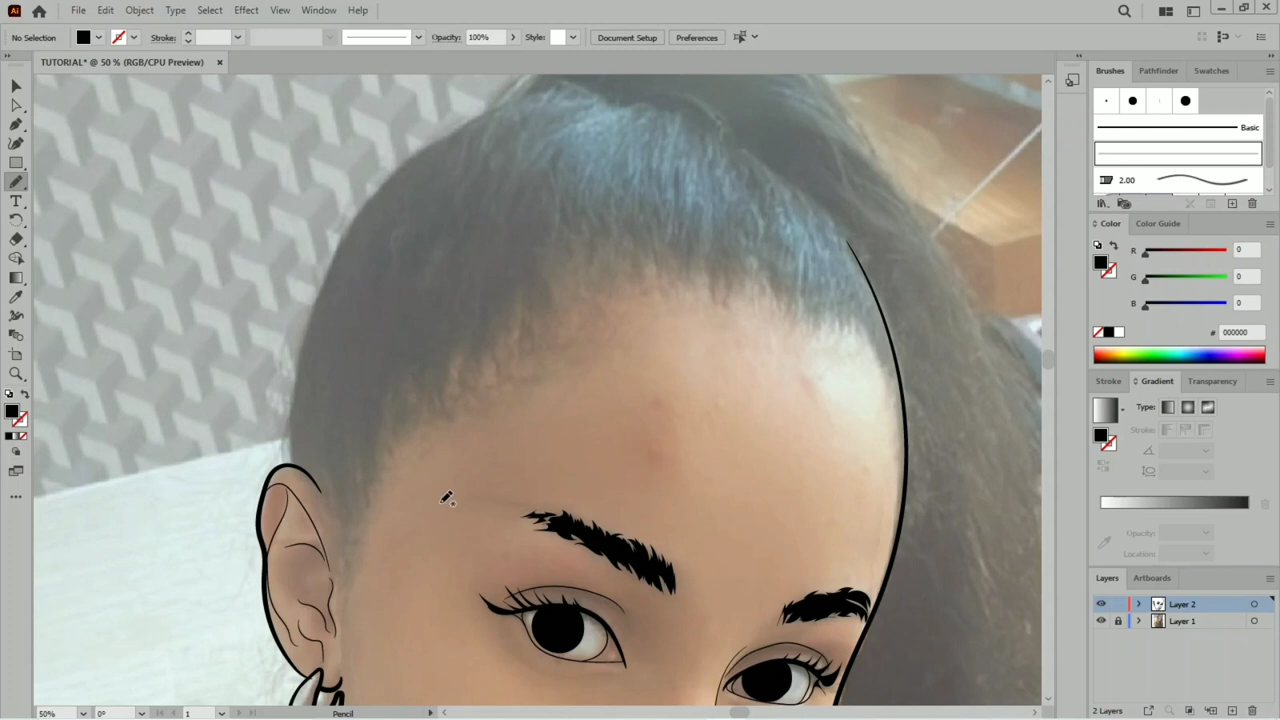 Ai File Edit Object Type Select Effect View Window Help
No Selection Stroke: Opacity: 100% Style: Document Setup Preferences
TUTORIAL* @ 50 % (RGB/CPU Preview) ×
Brushes Pathfinder Swatches
Basic
2.00
Color Color Guide
R 0
G 0
B 0
# 000000
Stroke Gradient Transparency
Type:
Stroke:
Opacity:
Location:
Layers Artboards
Layer 2
Layer 1
50% 0° 1 Pencil 2 Layers